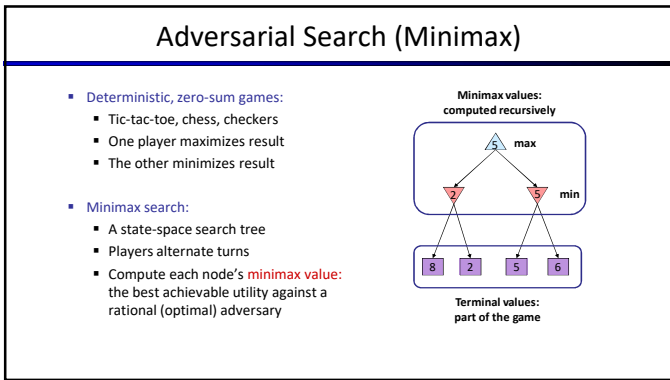 Adversarial Search (Minimax)
▪ Deterministic, zero-sum games:
▪ Tic-tac-toe, chess, checkers
▪ One player maximizes result
▪ The other minimizes result
▪ Minimax search:
▪ A state-space search tree
▪ Players alternate turns
▪ Compute each node's minimax value:
the best achievable utility against a
rational (optimal) adversary
Minimax values:
computed recursively
5 max
2 5 min
8 2 5 6
Terminal values:
part of the game